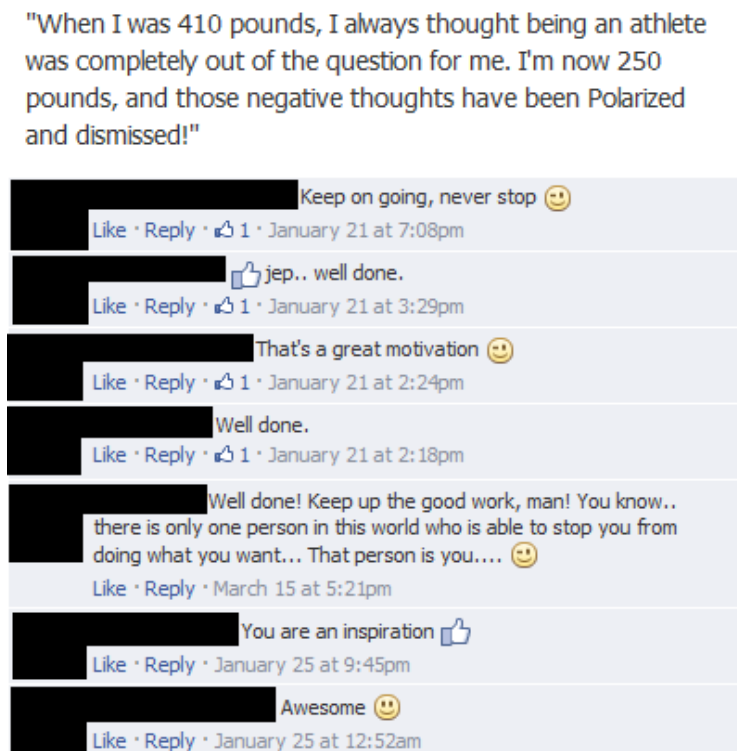 "When I was 410 pounds, I always thought being an athlete
was completely out of the question for me. I'm now 250
pounds, and those negative thoughts have been Polarized
and dismissed!"
Keep on going, never stop
Like · Reply · 1 · January 21 at 7:08pm
jep.. well done.
Like · Reply · 1 · January 21 at 3:29pm
That's a great motivation
Like · Reply · 1 · January 21 at 2:24pm
Well done.
Like · Reply · 1 · January 21 at 2:18pm
Well done! Keep up the good work, man! You know..
there is only one person in this world who is able to stop you from
doing what you want... That person is you....
Like · Reply · March 15 at 5:21pm
You are an inspiration
Like · Reply · January 25 at 9:45pm
Awesome
Like · Reply · January 25 at 12:52am